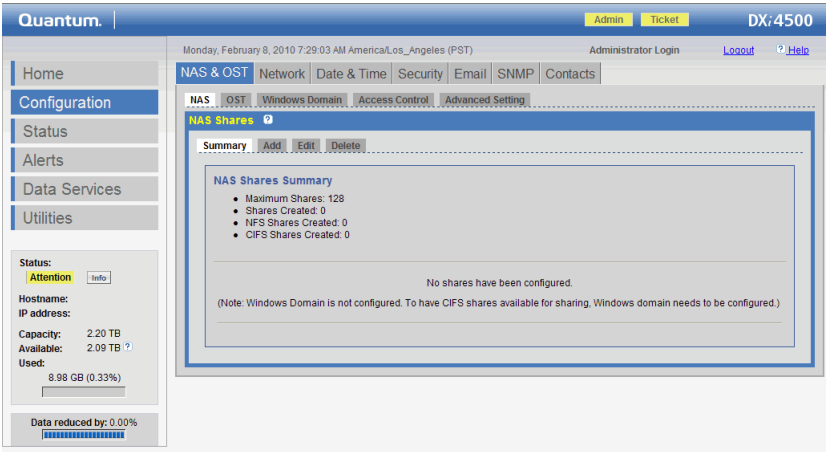 Quantum.
Admin Ticket
DXi4500
Monday, February 8, 2010 7:29:03 AM America/Los_Angeles (PST)
Administrator Login
Logout
? Help
Home
Configuration
Status
Alerts
Data Services
Utilities
Status:
Attention Info
Hostname:
IP address:
Capacity: 2.20 TB
Available: 2.09 TB ?
Used:
8.98 GB (0.33%)
Data reduced by: 0.00%
NAS & OST Network Date & Time Security Email SNMP Contacts
NAS OST Windows Domain Access Control Advanced Setting
NAS Shares ?
Summary Add Edit Delete
NAS Shares Summary
• Maximum Shares: 128
• Shares Created: 0
• NFS Shares Created: 0
• CIFS Shares Created: 0
No shares have been configured.
(Note: Windows Domain is not configured. To have CIFS shares available for sharing, Windows domain needs to be configured.)